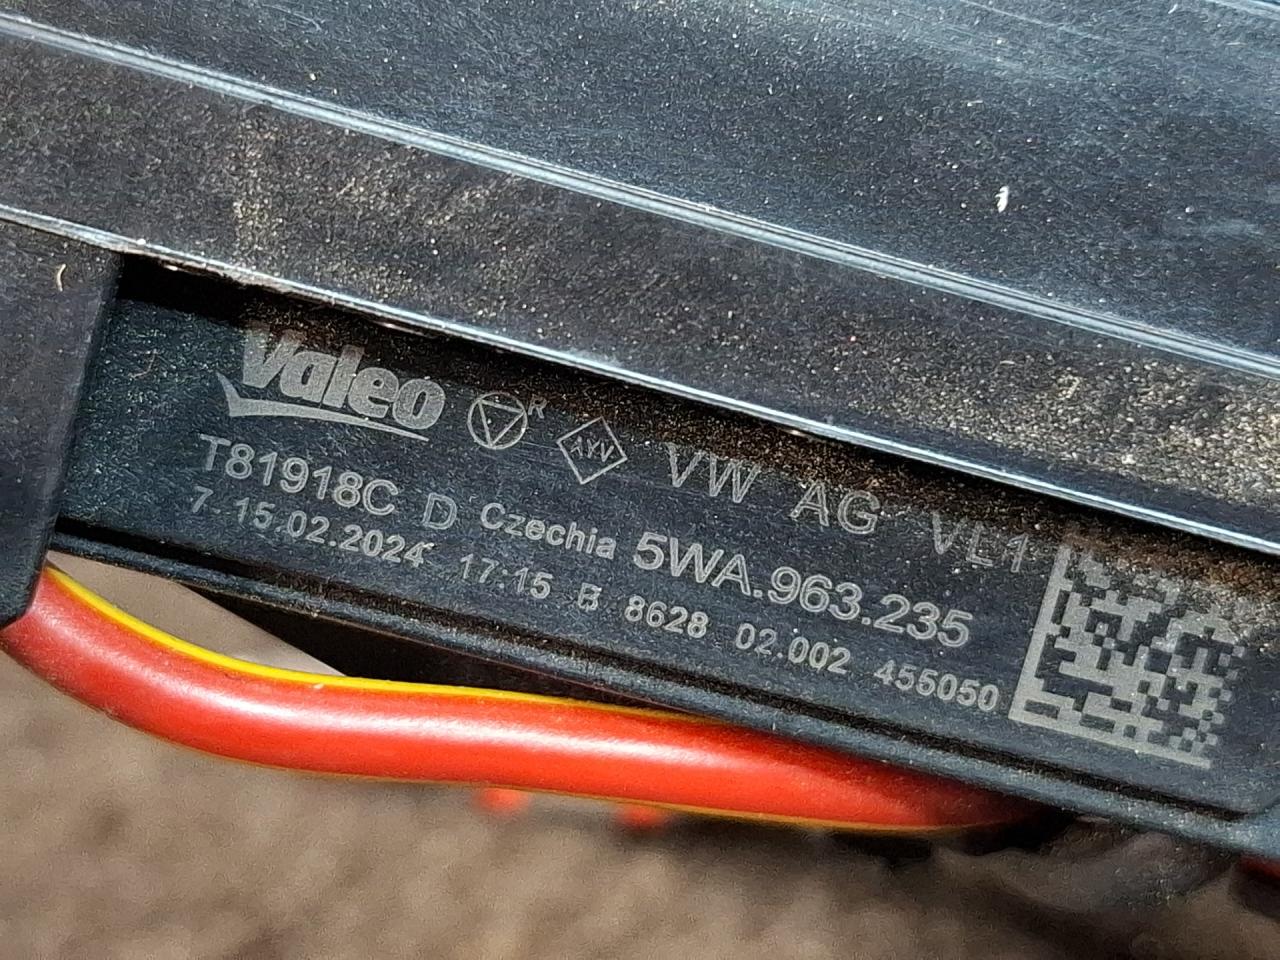 Valeo R AYV VW AG VL1
T81918C D Czechia 5WA.963.235
7. 15.02.2024 17:15 B 8628 02.002 455050